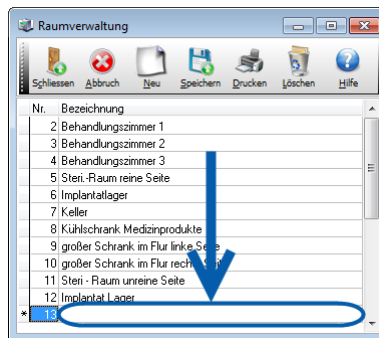 Raumverwaltung
Schliessen Abbruch Neu Speichern Drucken Löschen Hilfe
Nr. Bezeichnung
2 Behandlungszimmer 1
3 Behandlungszimmer 2
4 Behandlungszimmer 3
5 Steri.-Raum reine Seite
6 Implantatlager
7 Keller
8 Kühlschrank Medizinprodukte
9 großer Schrank im Flur linke Seite
10 großer Schrank im Flur rechte Seite
11 Steri - Raum unreine Seite
12 Implantat Lager
* 13